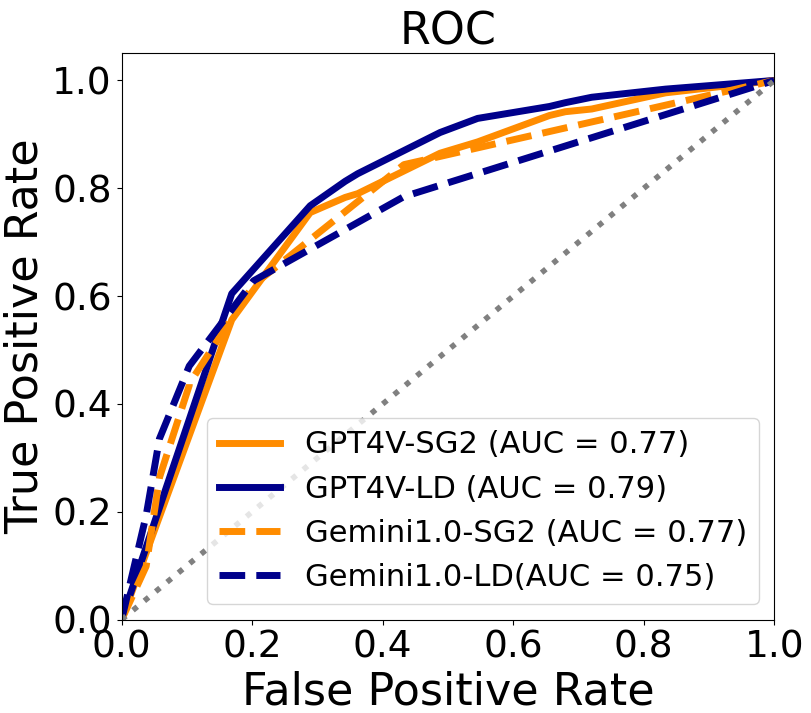 ROC
True Positive Rate
1.0
0.8
0.6
0.4
0.2
0.0
GPT4V-SG2 (AUC = 0.77)
GPT4V-LD (AUC = 0.79)
Gemini1.0-SG2 (AUC = 0.77)
Gemini1.0-LD(AUC = 0.75)
0.0 0.2 0.4 0.6 0.8 1.0
False Positive Rate